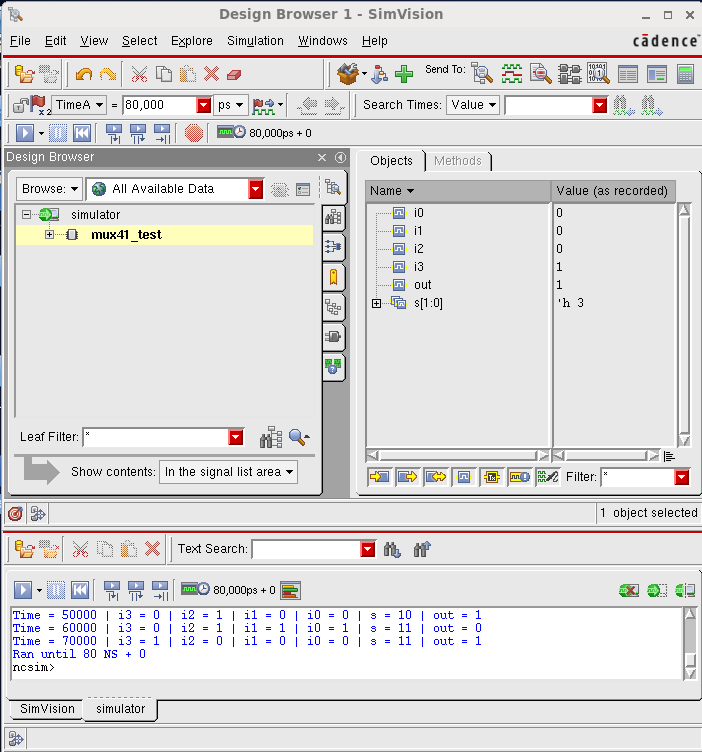 Design Browser 1 - SimVision
File Edit View Select Explore Simulation Windows Help
cādence
Send To:
x2 TimeA = 80,000 ps
Search Times: Value
80,000ps + 0
Design Browser
Browse: All Available Data
simulator
mux41_test
Leaf Filter: *
Show contents: In the signal list area
Objects Methods
Name Value (as recorded)
i0 0
i1 0
i2 0
i3 1
out 1
s[1:0] 'h 3
Filter: *
1 object selected
Text Search:
80,000ps + 0
Time = 50000 | i3 = 0 | i2 = 1 | i1 = 0 | i0 = 0 | s = 10 | out = 1
Time = 60000 | i3 = 0 | i2 = 1 | i1 = 1 | i0 = 1 | s = 11 | out = 0
Time = 70000 | i3 = 1 | i2 = 0 | i1 = 0 | i0 = 0 | s = 11 | out = 1
Ran until 80 NS + 0
ncsim>
SimVision simulator